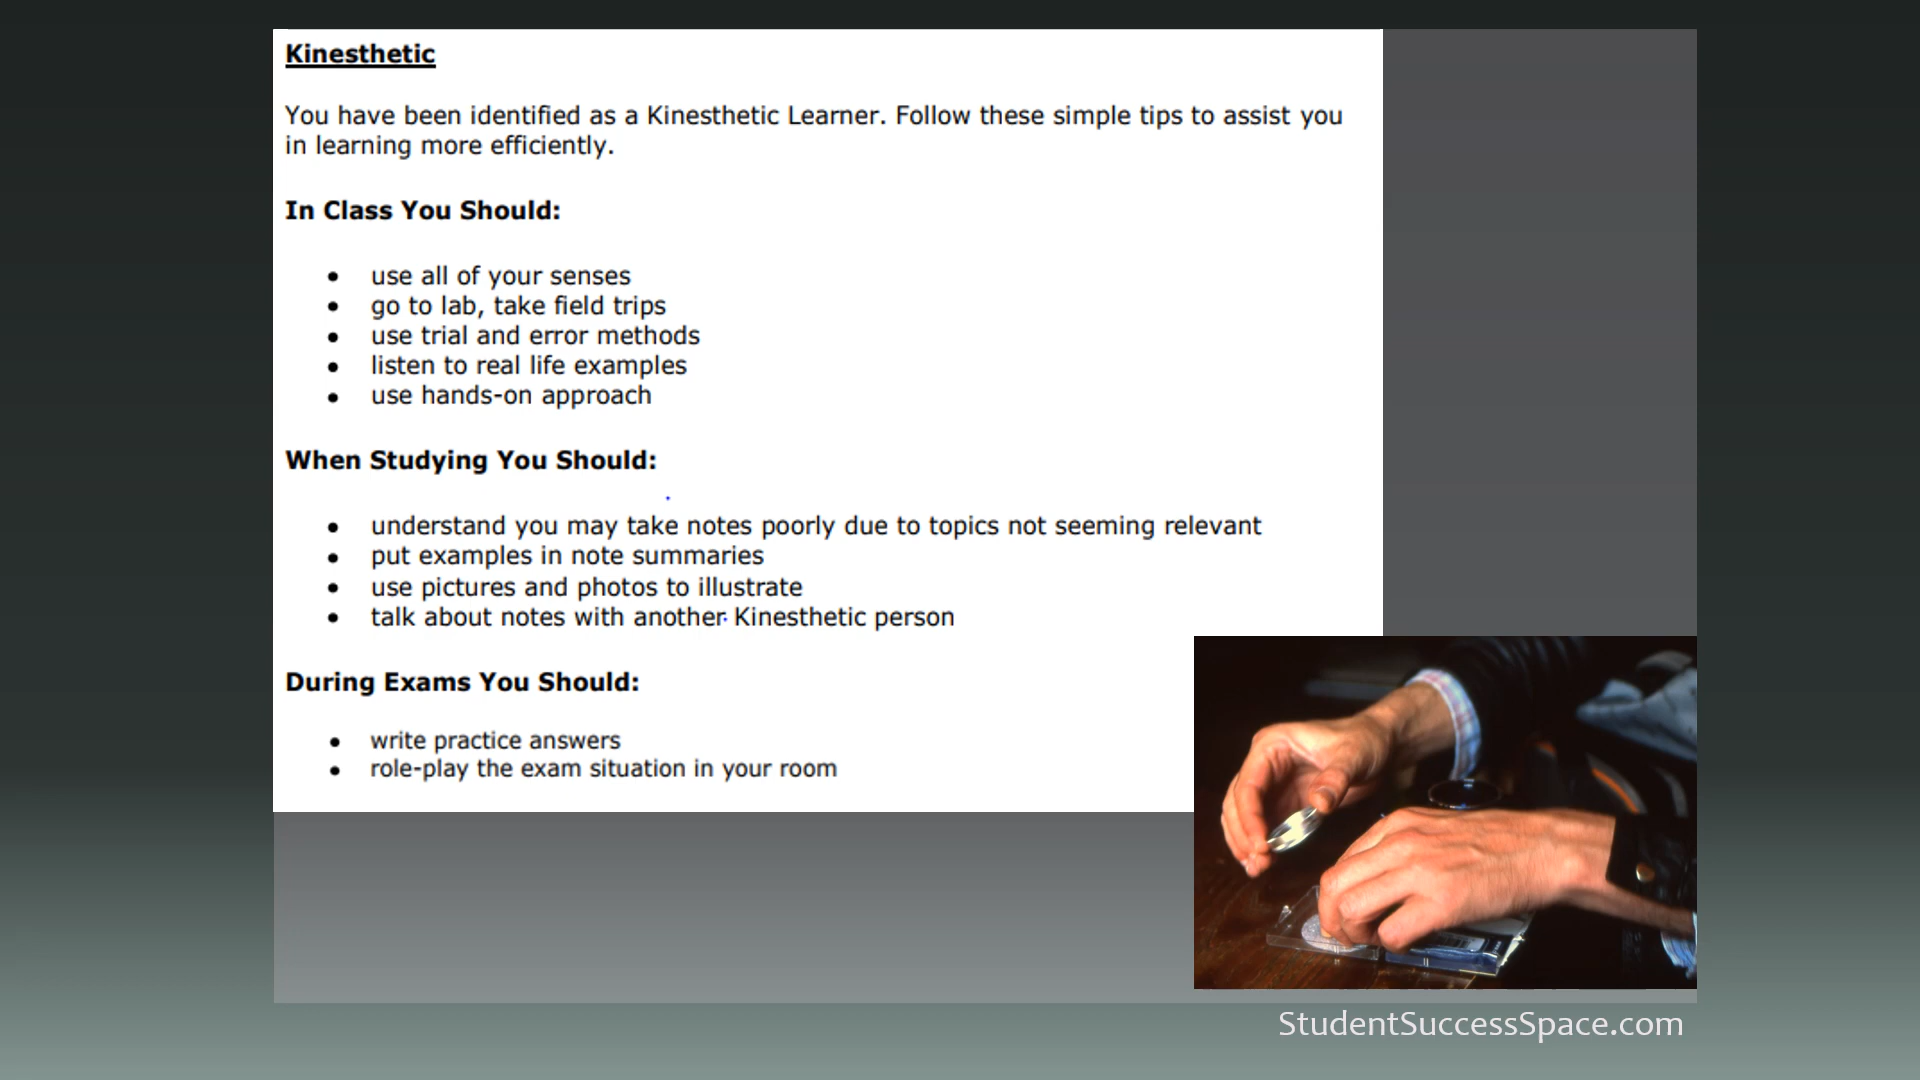 Kinesthetic
You have been identified as a Kinesthetic Learner. Follow these simple tips to assist you
in learning more efficiently.
In Class You Should:
• use all of your senses
• go to lab, take field trips
• use trial and error methods
• listen to real life examples
• use hands-on approach
When Studying You Should:
• understand you may take notes poorly due to topics not seeming relevant
• put examples in note summaries
• use pictures and photos to illustrate
• talk about notes with another Kinesthetic person
During Exams You Should:
• write practice answers
• role-play the exam situation in your room
StudentSuccessSpace.com